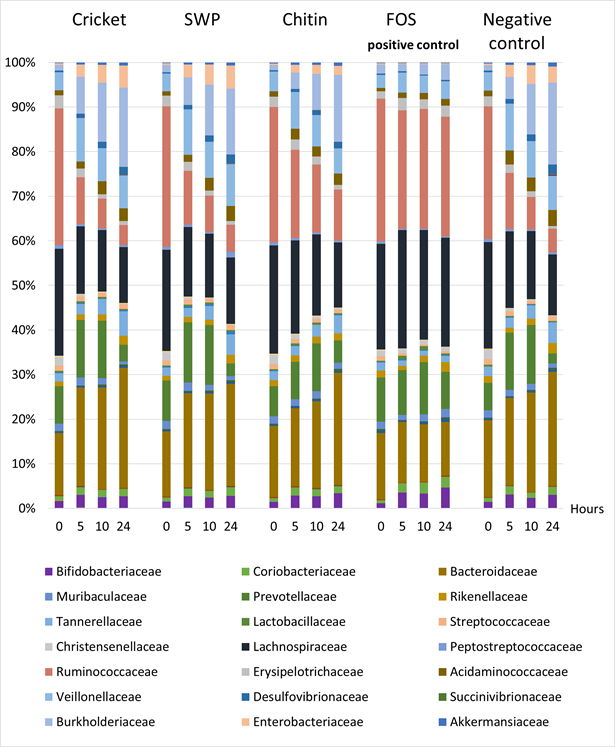 Cricket SWP Chitin FOS Negative
positive control control
100%
90%
80%
70%
60%
50%
40%
30%
20%
10%
0%
0 5 10 24 0 5 10 24 0 5 10 24 0 5 10 24 0 5 10 24 Hours
Bifidobacteriaceae Coriobacteriaceae Bacteroidaceae
Muribaculaceae Prevotellaceae Rikenellaceae
Tannerellaceae Lactobacillaceae Streptococcaceae
Christensenellaceae Lachnospiraceae Peptostreptococcaceae
Ruminococcaceae Erysipelotrichaceae Acidaminococcaceae
Veillonellaceae Desulfovibrionaceae Succinivibrionaceae
Burkholderiaceae Enterobacteriaceae Akkermansiaceae